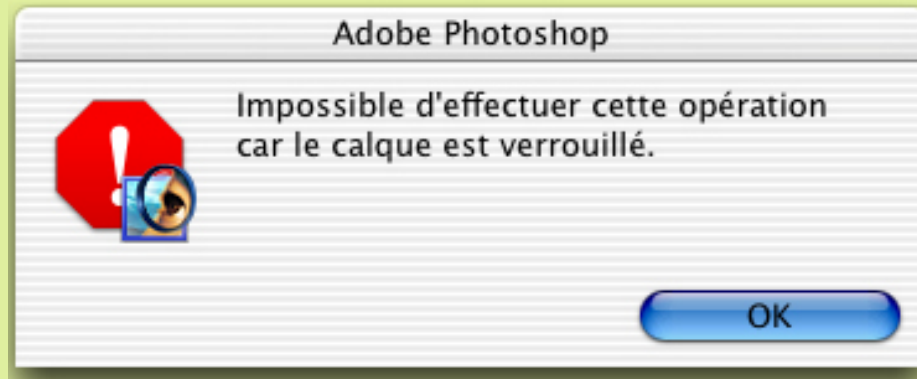 Adobe Photoshop
Impossible d'effectuer cette opération
car le calque est verrouillé.
OK